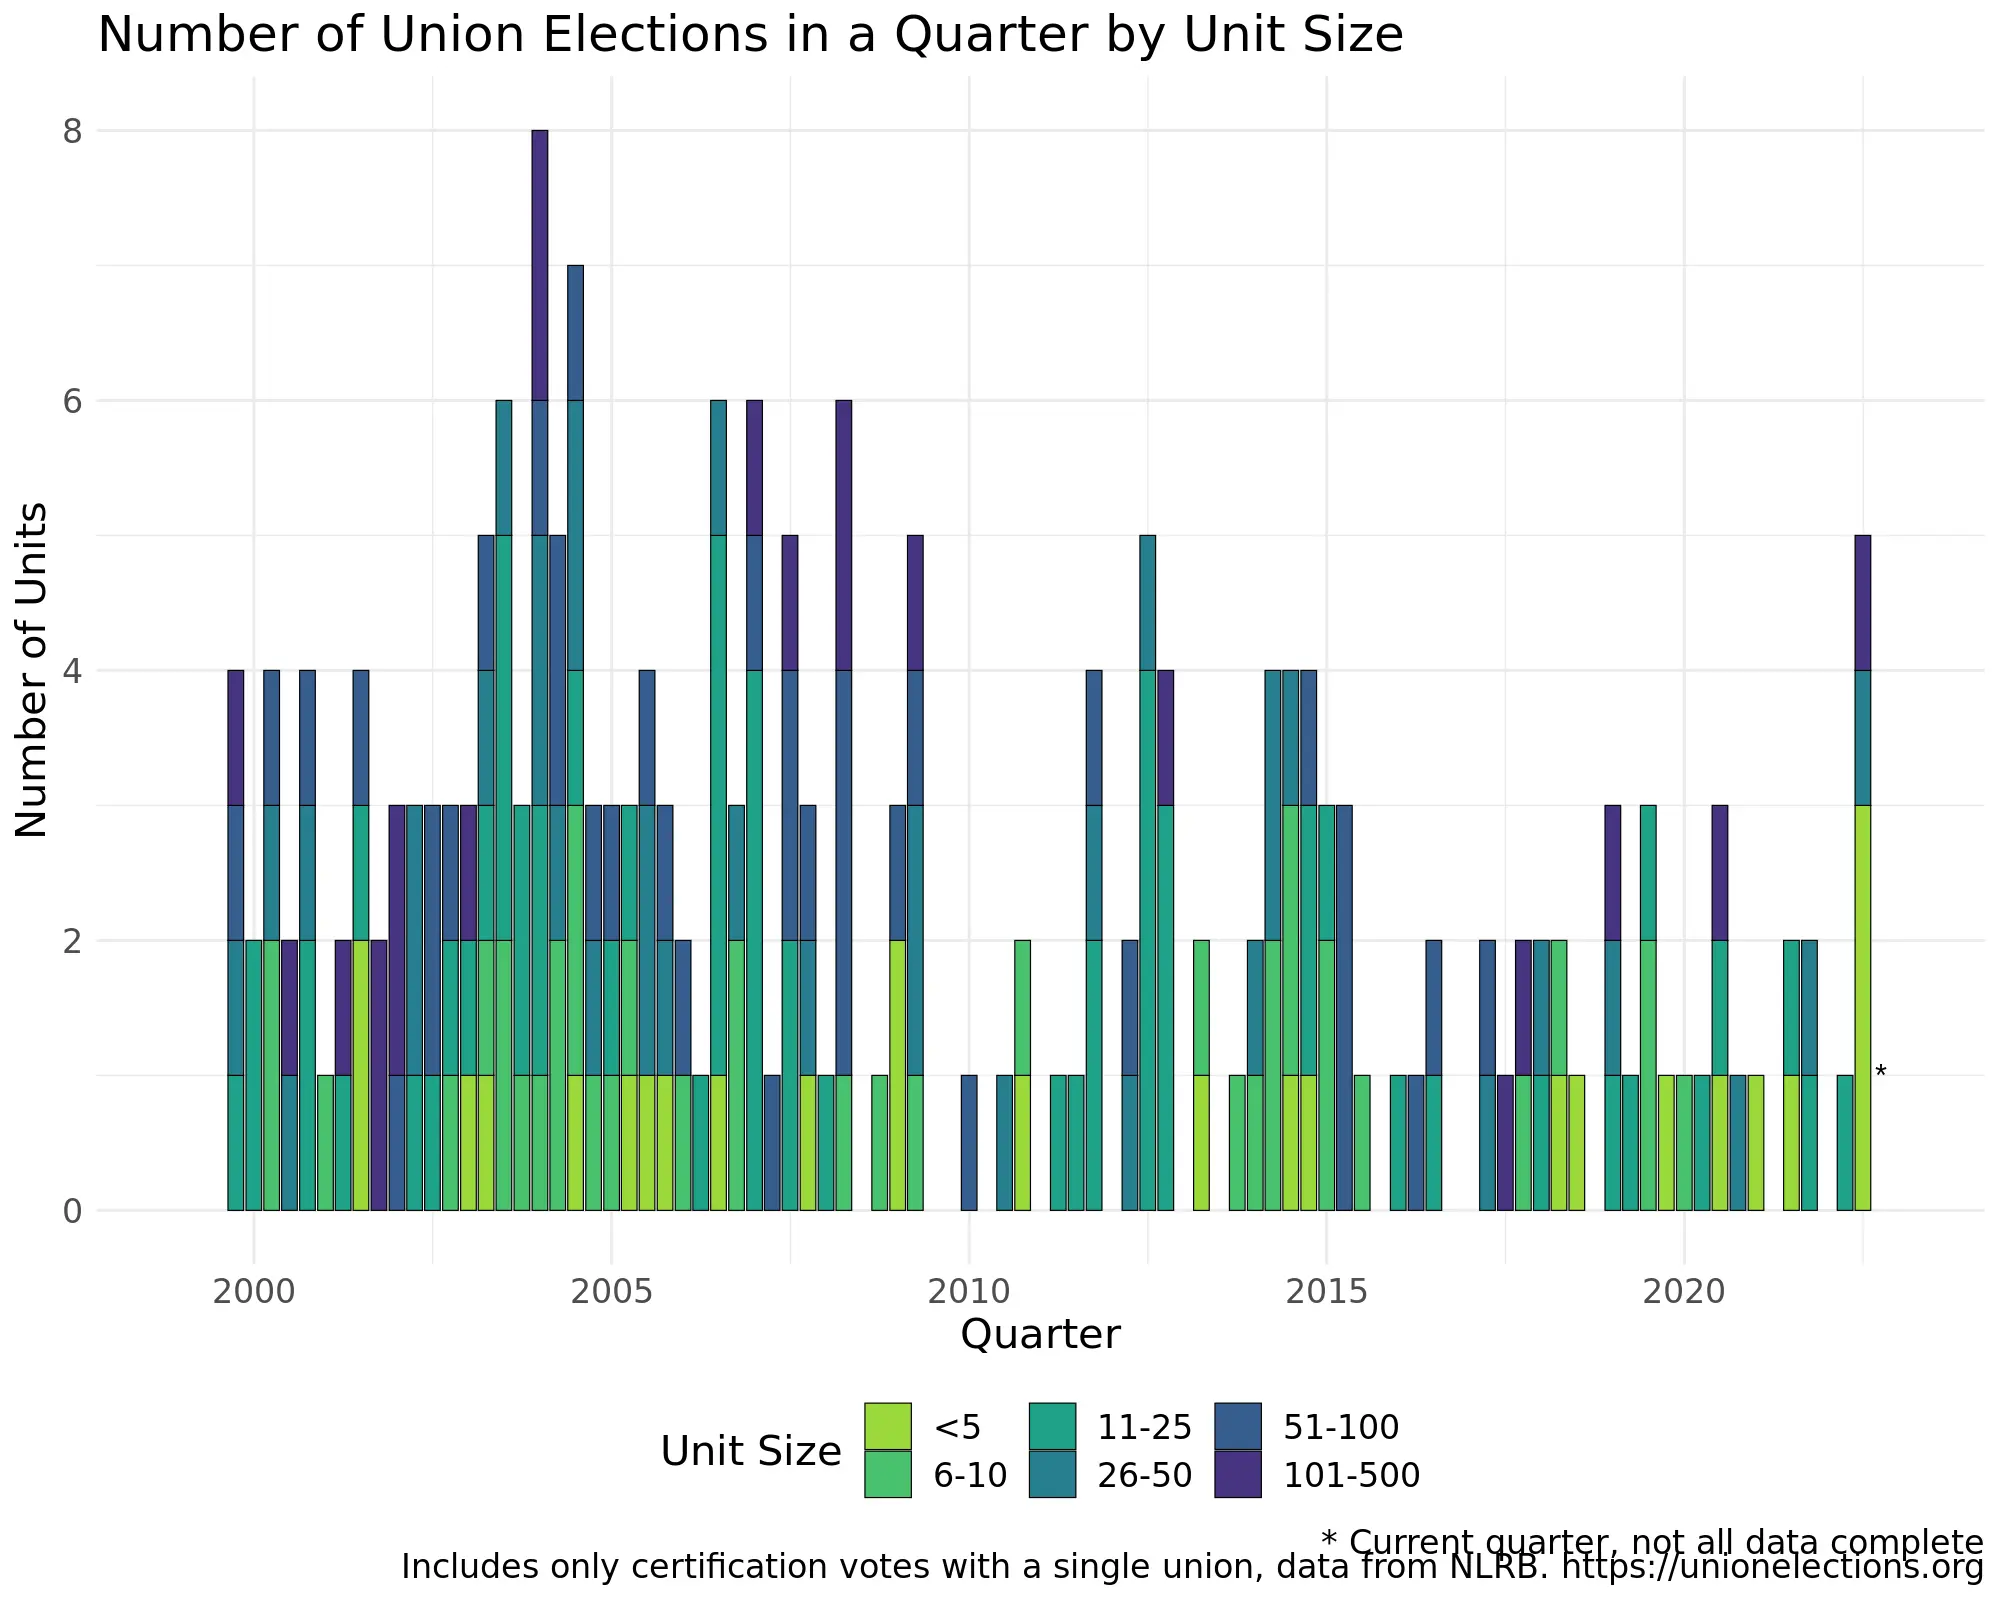 Number of Union Elections in a Quarter by Unit Size
Number of Units
8
6
4
2
0
*
2000 2005 2010 2015 2020
Quarter
Unit Size
<5 11-25 51-100
6-10 26-50 101-500
* Current quarter, not all data complete
Includes only certification votes with a single union, data from NLRB. https://unionelections.org